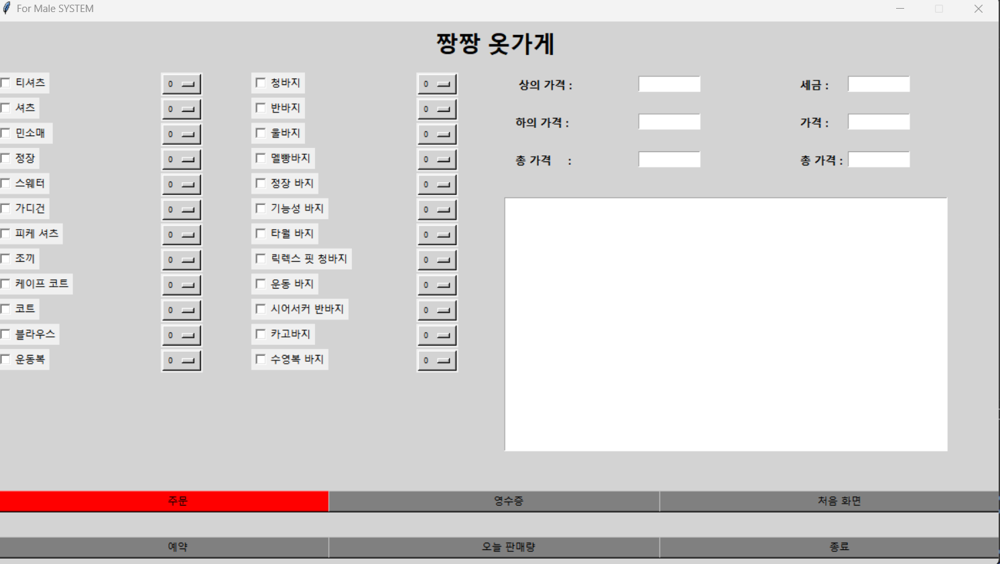 For Male SYSTEM
짱짱 옷가게
티셔츠 0 청바지 0 상의 가격 : 세금 :
셔츠 0 반바지 0
민소매 0 울바지 0 하의 가격 : 가격 :
정장 0 멜빵바지 0 총 가격 : 총 가격 :
스웨터 0 정장 바지 0
가디건 0 기능성 바지 0
피케 셔츠 0 타월 바지 0
조끼 0 릭렉스 핏 청바지 0
케이프 코트 0 운동 바지 0
코트 0 시어서커 반바지 0
블라우스 0 카고바지 0
운동복 0 수영복 바지 0
주문 영수증 처음 화면
예약 오늘 판매량 종료